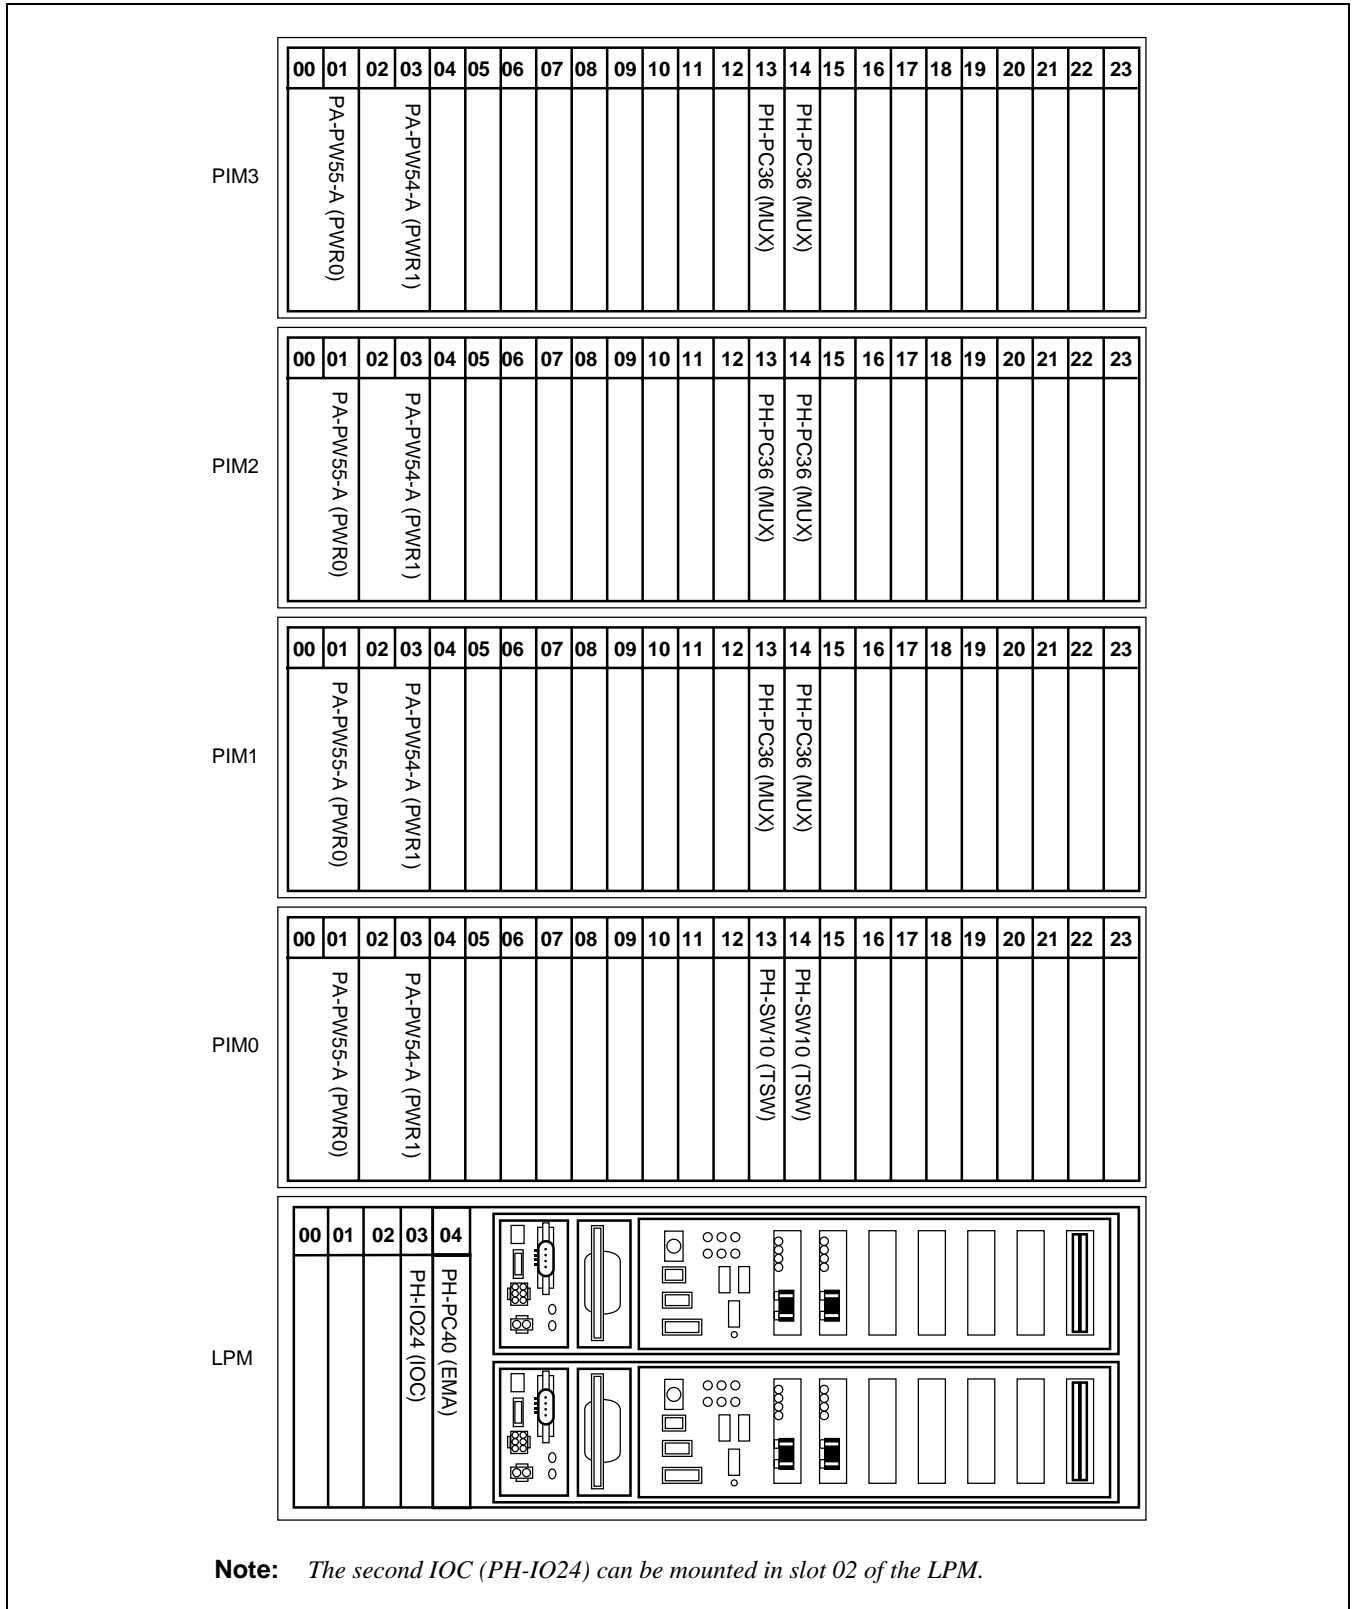 00 01 02 03 04 05 06 07 08 09 10 11 12 13 14 15 16 17 18 19 20 21 22 23
PIM3
PA-PW55-A (PWR0)
PA-PW54-A (PWR1)
PH-PC36 (MUX)
PH-PC36 (MUX)
00 01 02 03 04 05 06 07 08 09 10 11 12 13 14 15 16 17 18 19 20 21 22 23
PIM2
PA-PW55-A (PWR0)
PA-PW54-A (PWR1)
PH-PC36 (MUX)
PH-PC36 (MUX)
00 01 02 03 04 05 06 07 08 09 10 11 12 13 14 15 16 17 18 19 20 21 22 23
PIM1
PA-PW55-A (PWR0)
PA-PW54-A (PWR1)
PH-PC36 (MUX)
PH-PC36 (MUX)
00 01 02 03 04 05 06 07 08 09 10 11 12 13 14 15 16 17 18 19 20 21 22 23
PIM0
PA-PW55-A (PWR0)
PA-PW54-A (PWR1)
PH-SW10 (TSW)
PH-SW10 (TSW)
00 01 02 03 04
LPM
PH-IO24 (IOC)
PH-PC40 (EMA)
Note: The second IOC (PH-IO24) can be mounted in slot 02 of the LPM.